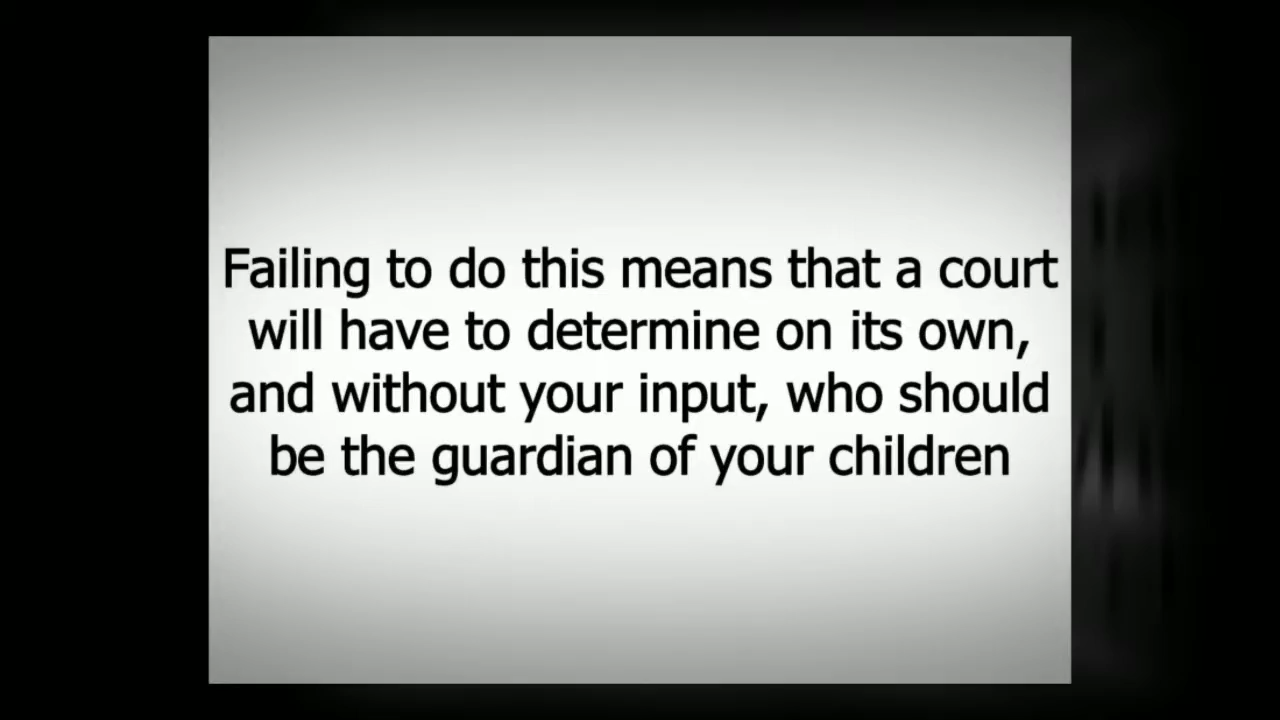 Failing to do this means that a court
will have to determine on its own,
and without your input, who should
be the guardian of your children